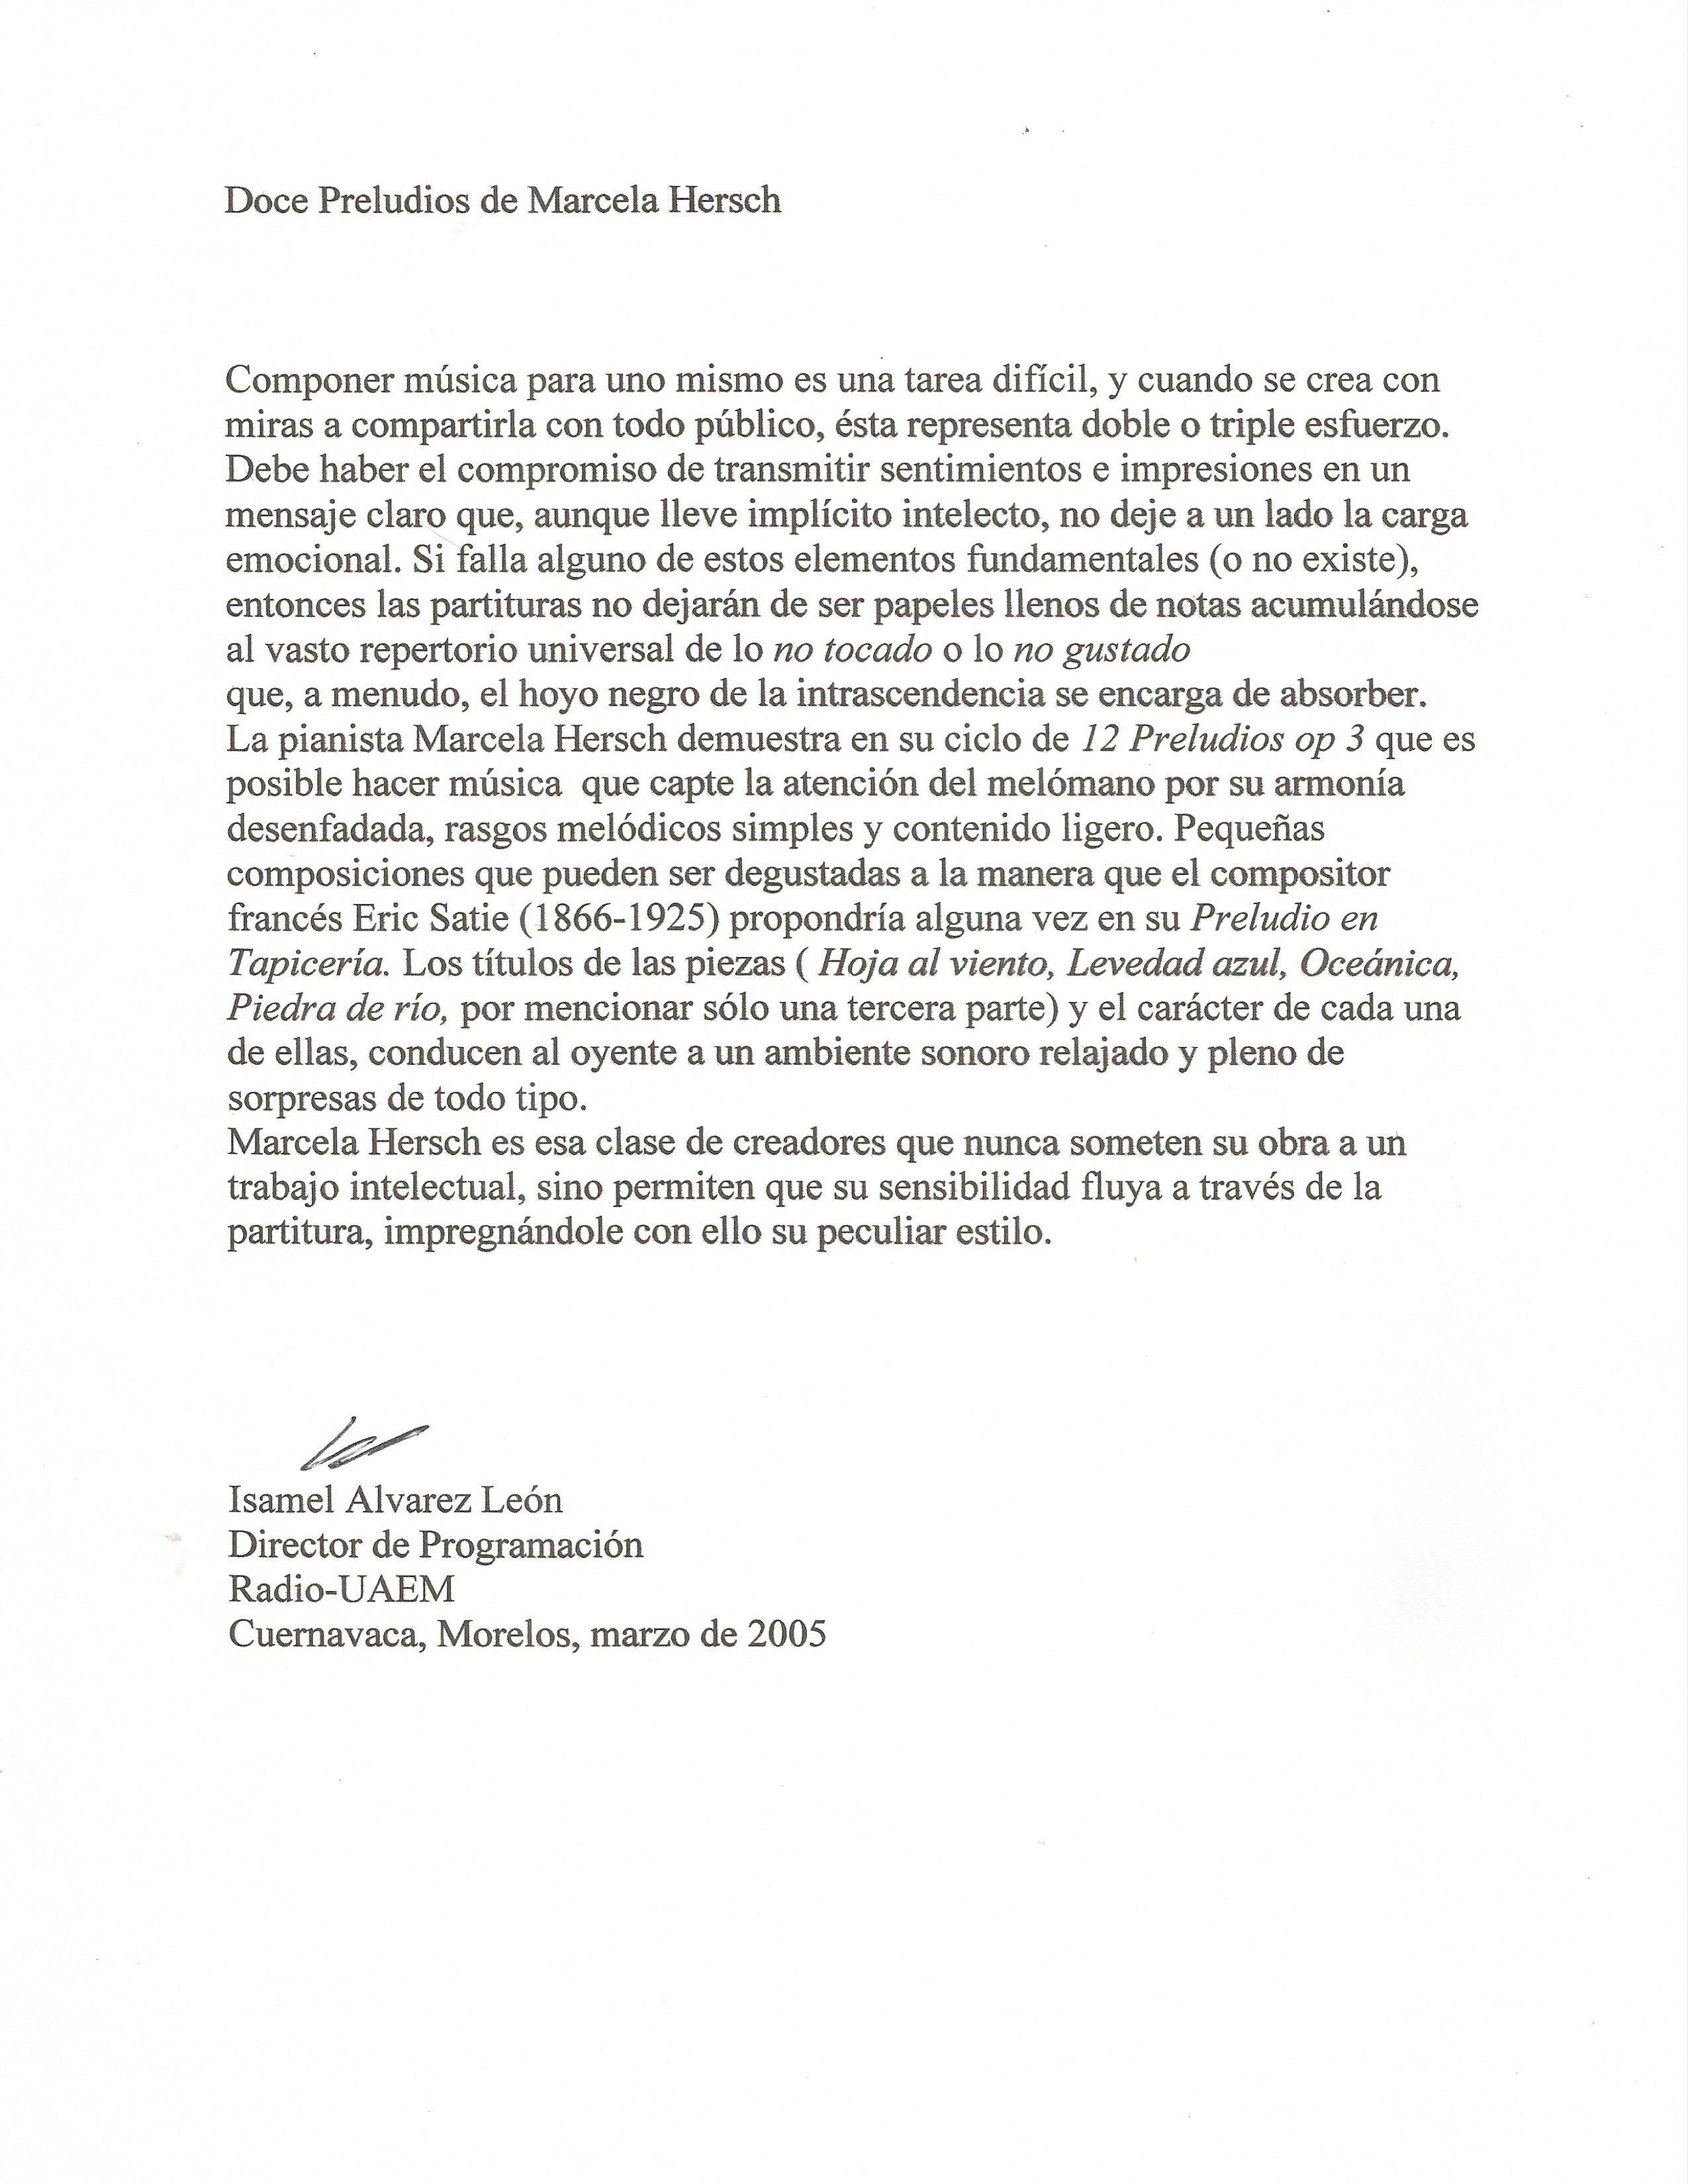 Doce Preludios de Marcela Hersch
Componer música para uno mismo es una tarea difícil, y cuando se crea con
miras a compartirla con todo público, ésta representa doble o triple esfuerzo.
Debe haber el compromiso de transmitir sentimientos e impresiones en un
mensaje claro que, aunque lleve implícito intelecto, no deje a un lado la carga
emocional. Si falla alguno de estos elementos fundamentales (o no existe),
entonces las partituras no dejarán de ser papeles llenos de notas acumulándose
al vasto repertorio universal de lo no tocado o lo no gustado
que, a menudo, el hoyo negro de la intrascendencia se encarga de absorber.
La pianista Marcela Hersch demuestra en su ciclo de 12 Preludios op 3 que es
posible hacer música  que capte la atención del melómano por su armonía
desenfadada, rasgos melódicos simples y contenido ligero. Pequeñas
composiciones que pueden ser degustadas a la manera que el compositor
francés Eric Satie (1866-1925) propondría alguna vez en su Preludio en
Tapicería. Los títulos de las piezas ( Hoja al viento, Levedad azul, Oceánica,
Piedra de río, por mencionar sólo una tercera parte) y el carácter de cada una
de ellas, conducen al oyente a un ambiente sonoro relajado y pleno de
sorpresas de todo tipo.
Marcela Hersch es esa clase de creadores que nunca someten su obra a un
trabajo intelectual, sino permiten que su sensibilidad fluya a través de la
partitura, impregnándole con ello su peculiar estilo.
Isamel Alvarez León
Director de Programación
Radio-UAEM
Cuernavaca, Morelos, marzo de 2005